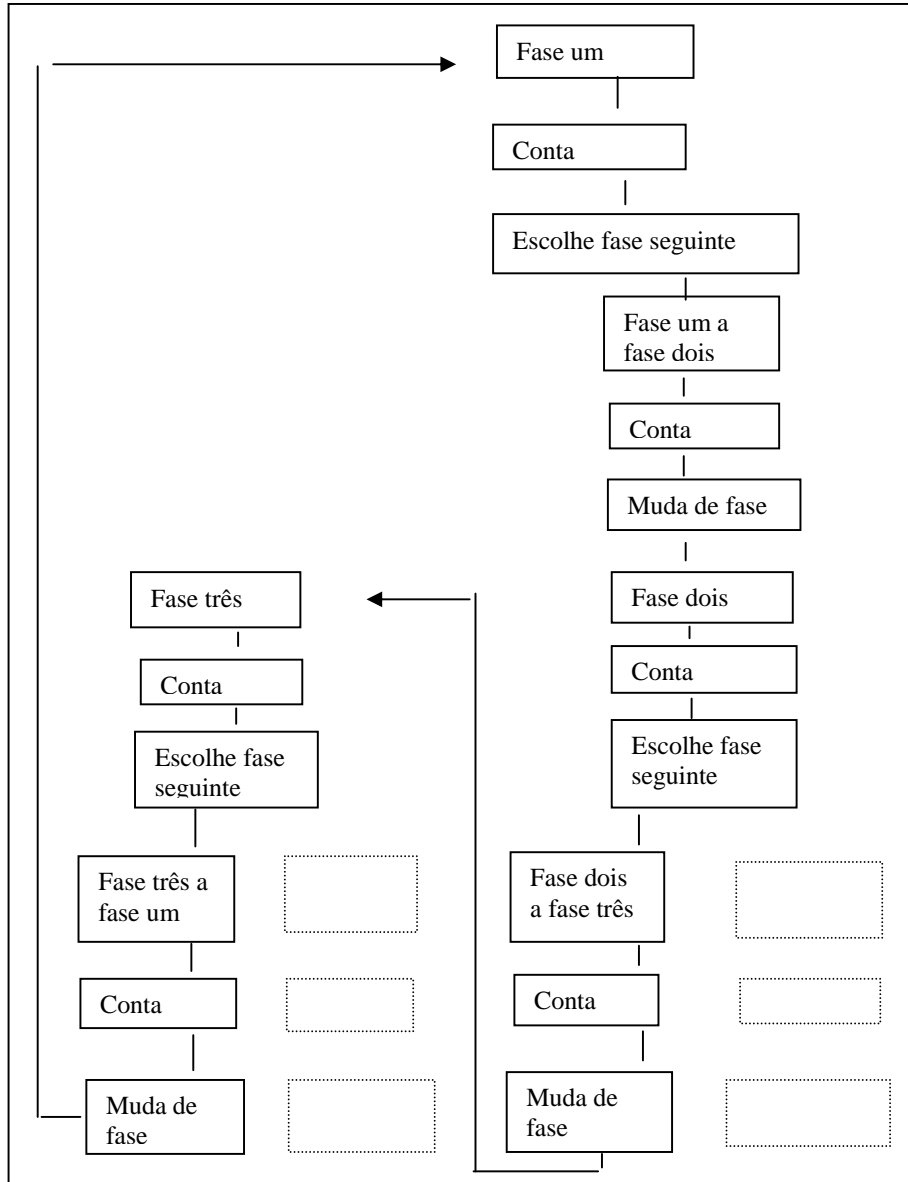 Fase um
Conta
Escolhe fase seguinte
Fase um a
fase dois
Conta
Muda de fase
Fase dois
Conta
Escolhe fase
seguinte
Fase dois
a fase três
Conta
Muda de
fase
Fase três
Conta
Escolhe fase
seguinte
Fase três a
fase um
Conta
Muda de
fase